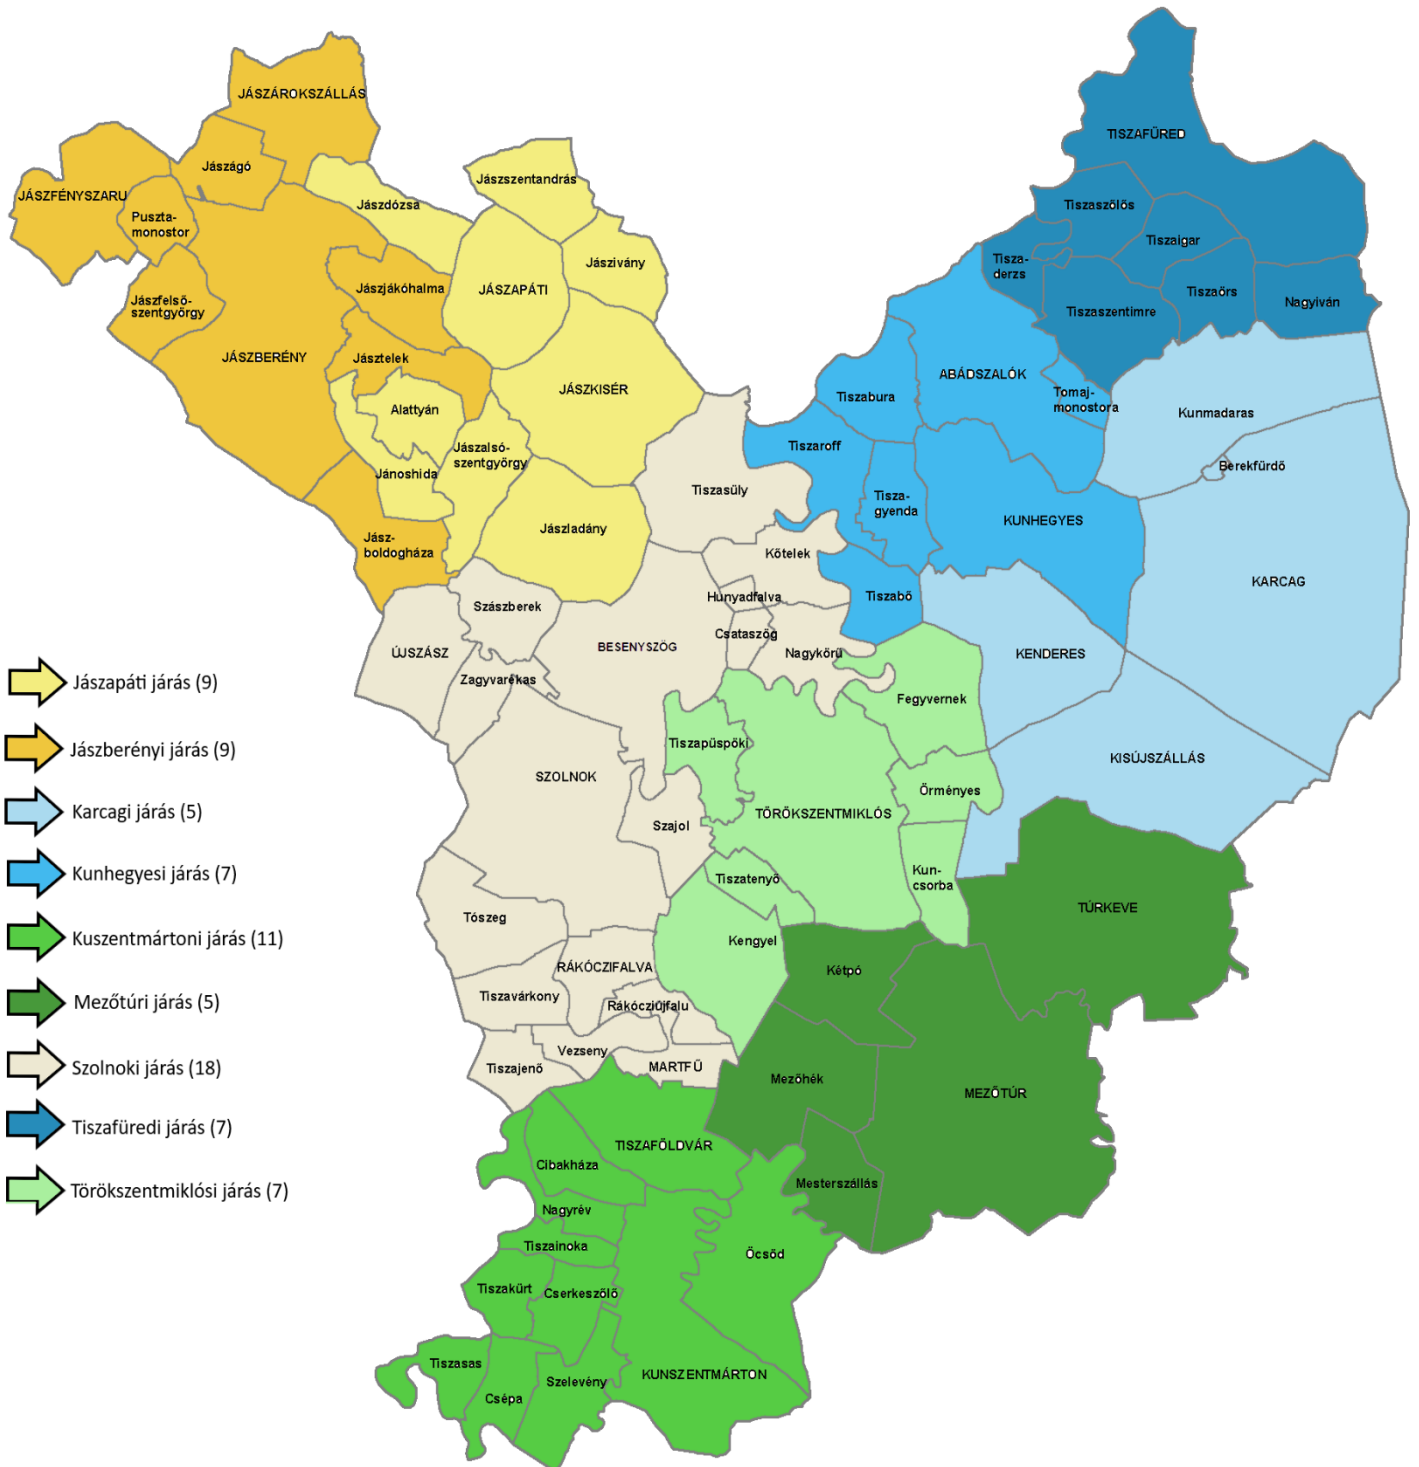 JÁSZÁROKSZÁLLÁS
TISZAFÜRED
Jászágó
Jászszentandrás
JÁSZFÉNYSZARU
Jászdózsa
Tiszaszőlős
Puszta-
monostor
Tiszaigar
Tisza-
derzs
Jászivány
Jászjákóhalma
JÁSZAPÁTI
Tiszaörs
Nagyiván
Jászfelső-
szentgyörgy
Tiszaszentimre
JÁSZBERÉNY
Jásztelek
ABÁDSZALÓK
JÁSZKISÉR
Tiszabura
Tomaj-
monostora
Alattyán
Kunmadaras
Tiszaroff
Jászalsó-
szentgyörgy
Berekfürdő
Jánoshida
Tiszasüly
Tisza-
gyenda
KUNHEGYES
Jászladány
Jász-
boldogháza
Kőtelek
KARCAG
Hunyadfalva
Tiszabő
Szászberek
Csataszög
BESENYSZÖG
ÚJSZÁSZ
Nagykörű
KENDERES
Zagyvarékas
Fegyvernek
Tiszapüspöki
KISÚJSZÁLLÁS
SZOLNOK
Örményes
TÖRÖKSZENTMIKLÓS
Szajol
Kun-
csorba
Tiszatenyő
TÚRKEVE
Tószeg
Kengyel
RÁKÓCZIFALVA
Kétpó
Tiszavárkony
Rákócziújfalu
Vezseny
Tiszajenő
MARTFŰ
Mezőhék
MEZŐTÚR
TISZAFÖLDVÁR
Cibakháza
Mesterszállás
Nagyrév
Tiszainoka
Öcsöd
Tiszakürt
Cserkeszőlő
Tiszasas
KUNSZENTMÁRTON
Szelevény
Csépa
Jászapáti járás (9)
Jászberényi járás (9)
Karcagi járás (5)
Kunhegyesi járás (7)
Kuszentmártoni járás (11)
Mezőtúri járás (5)
Szolnoki járás (18)
Tiszafüredi járás (7)
Törökszentmiklósi járás (7)